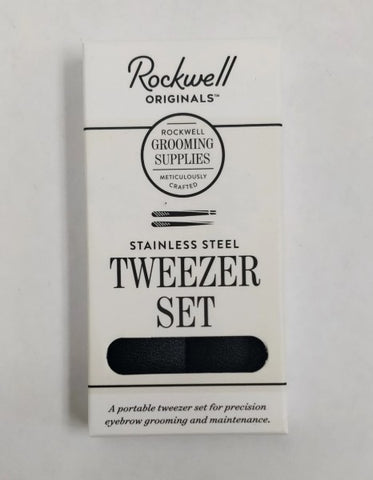 Rockwell
ORIGINALS™
ROCKWELL
GROOMING
SUPPLIES
METICULOUSLY
CRAFTED
STAINLESS STEEL
TWEEZER
SET
A portable tweezer set for precision
eyebrow grooming and maintenance.